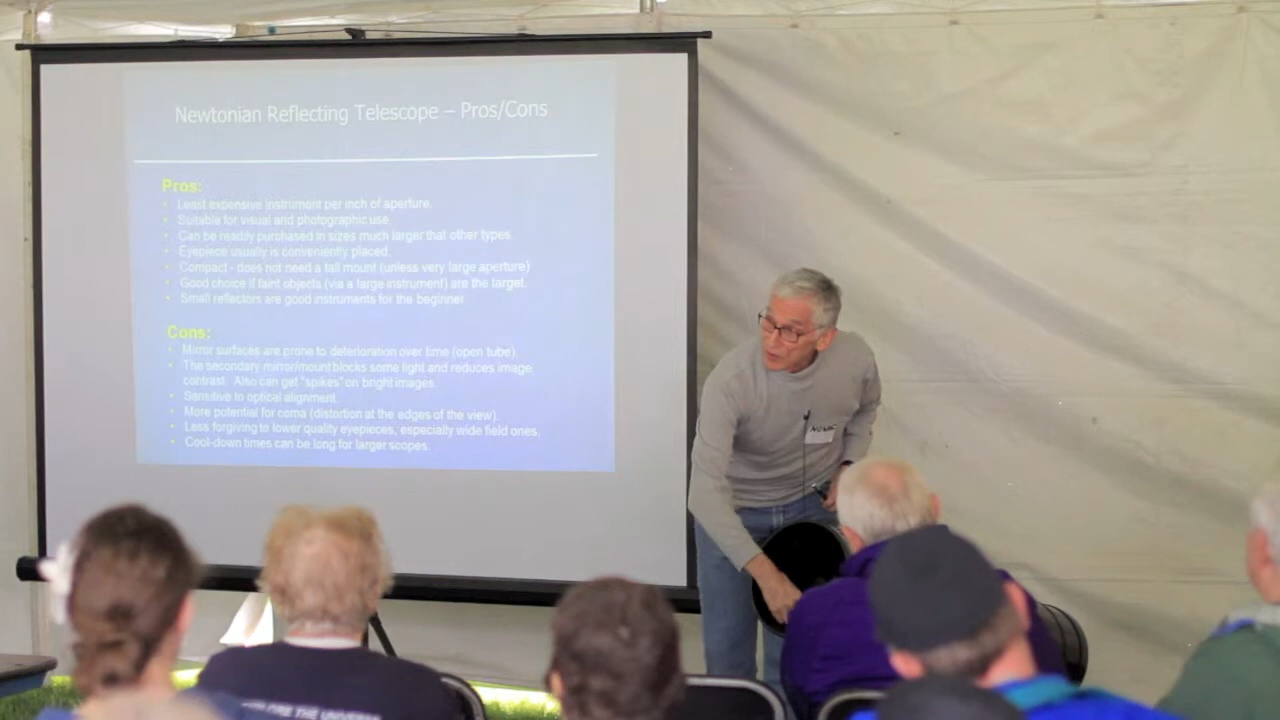 Newtonian Reflecting Telescope – Pros/Cons
Pros:
• Least expensive instrument per inch of aperture.
• Suitable for visual and photographic use.
• Can be readily purchased in sizes much larger that other types.
• Eyepiece usually is conveniently placed.
• Compact - does not need a tall mount (unless very large aperture)
• Good choice if faint objects (via a large instrument) are the target.
• Small reflectors are good instruments for the beginner
Cons:
• Mirror surfaces are prone to deterioration over time (open tube).
• The secondary mirror/mount blocks some light and reduces image
contrast. Also can get "spikes" on bright images.
• Sensitive to optical alignment.
• More potential for coma (distortion at the edges of the view).
• Less forgiving to lower quality eyepieces, especially wide field ones.
• Cool-down times can be long for larger scopes.
THE UNIVERSE